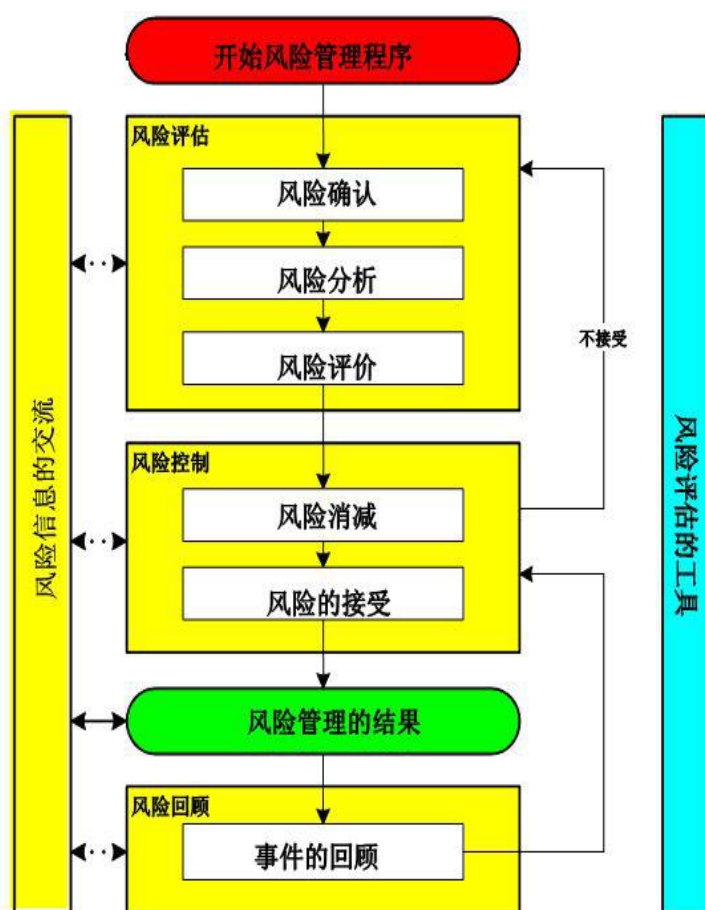 开始风险管理程序
风险评估
风险确认
风险分析
风险评价
不接受
风险控制
风险消减
风险的接受
风险管理的结果
风险回顾
事件的回顾
风险信息的交流
风险评估的工具